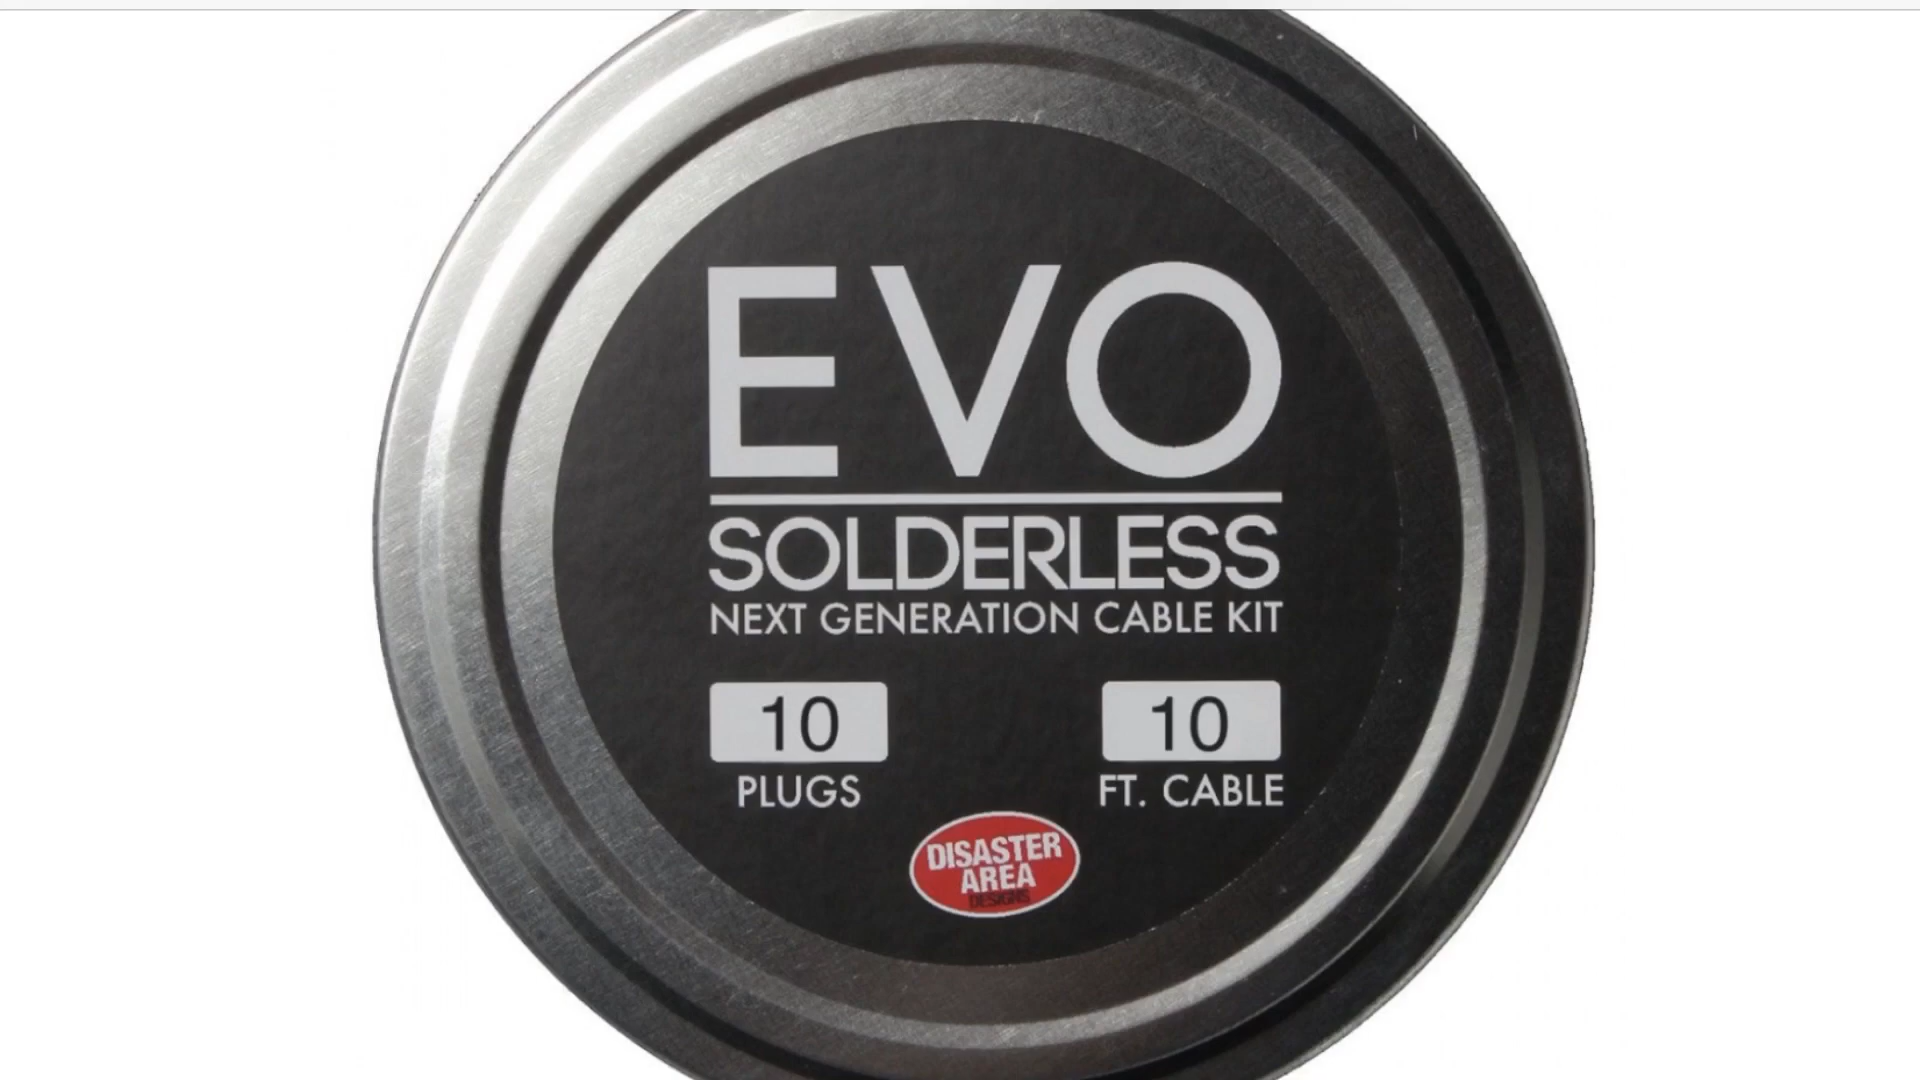 EVO
SOLDERLESS
NEXT GENERATION CABLE KIT
10
PLUGS
10
FT. CABLE
DISASTER
AREA
DESIGNS